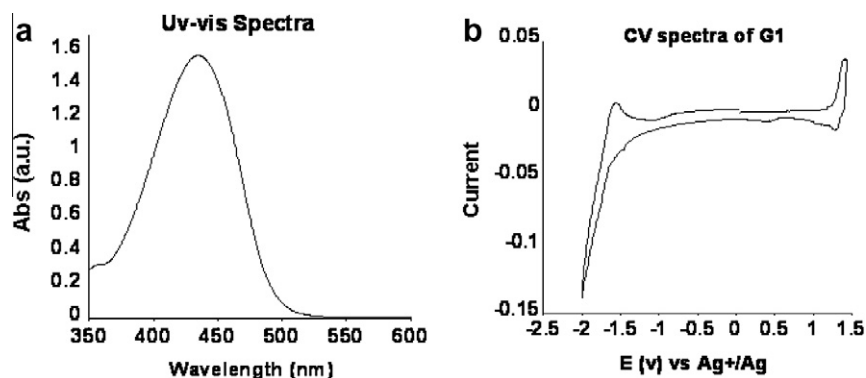 a
Uv-vis Spectra
Abs (a.u.)
1.6
1.4
1.2
1
0.8
0.6
0.4
0.2
0
350 400 450 500 550 600
Wavelength (nm)
b
CV spectra of G1
Current
0.05
0
-0.05
-0.1
-0.15
-2.5 -2 -1.5 -1 -0.5 0 0.5 1 1.5
E (v) vs Ag+/Ag